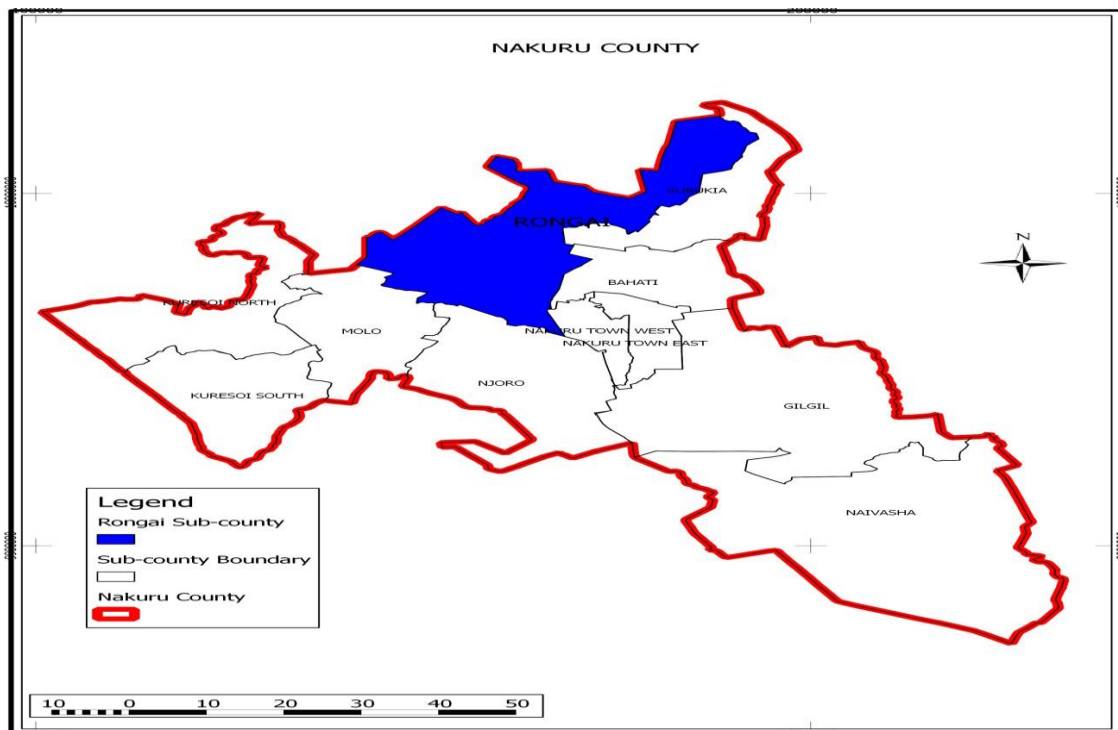 NAKURU COUNTY
SUBUKIA
RONGAI
N
BAHATI
KURESOI NORTH
MOLO
NAKURU TOWN WEST
NAKURU TOWN EAST
NJORO
KURESOI SOUTH
GILGIL
NAIVASHA
Legend
Rongai Sub-county
Sub-county Boundary
Nakuru County
10 0 10 20 30 40 50